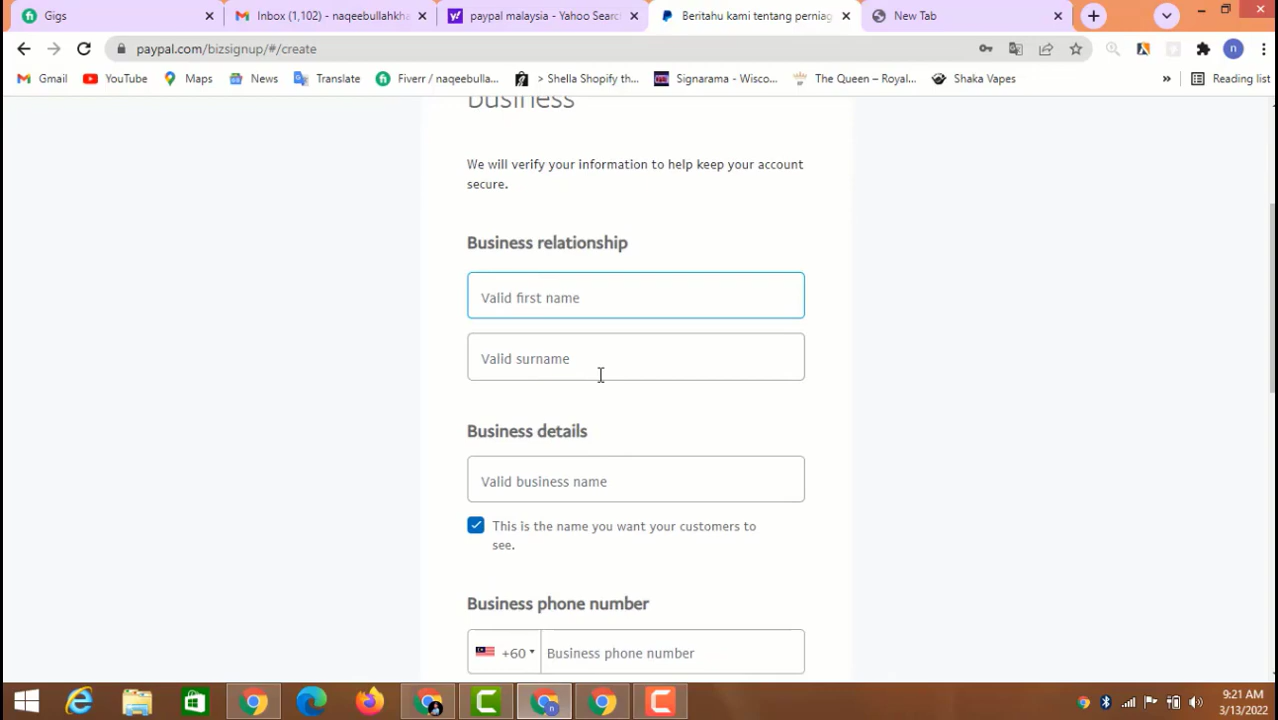 Gigs
Inbox (1,102) - naqeebullahkha
paypal malaysia - Yahoo Searc
Beritahu kami tentang perniag
New Tab
paypal.com/bizsignup/#/create
n
Gmail
YouTube
Maps
News
Translate
Fiverr / naqeebulla...
> Shella Shopify th...
Signarama - Wisco...
The Queen – Royal...
Shaka Vapes
»
Reading list
business
We will verify your information to help keep your account
secure.
Business relationship
Valid first name
Valid surname
Business details
Valid business name
This is the name you want your customers to
see.
Business phone number
+60
Business phone number
9:21 AM
3/13/2022